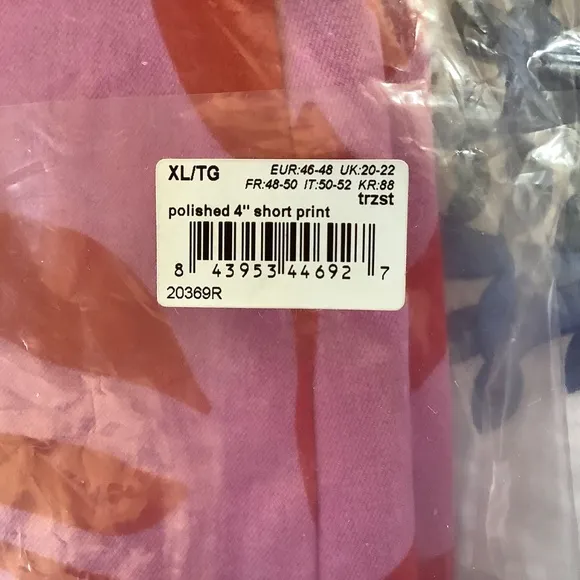 XL/TG EUR:46-48 UK:20-22
FR:48-50 IT:50-52 KR:88
trzst
polished 4" short print
8 43953 44692 7
20369R